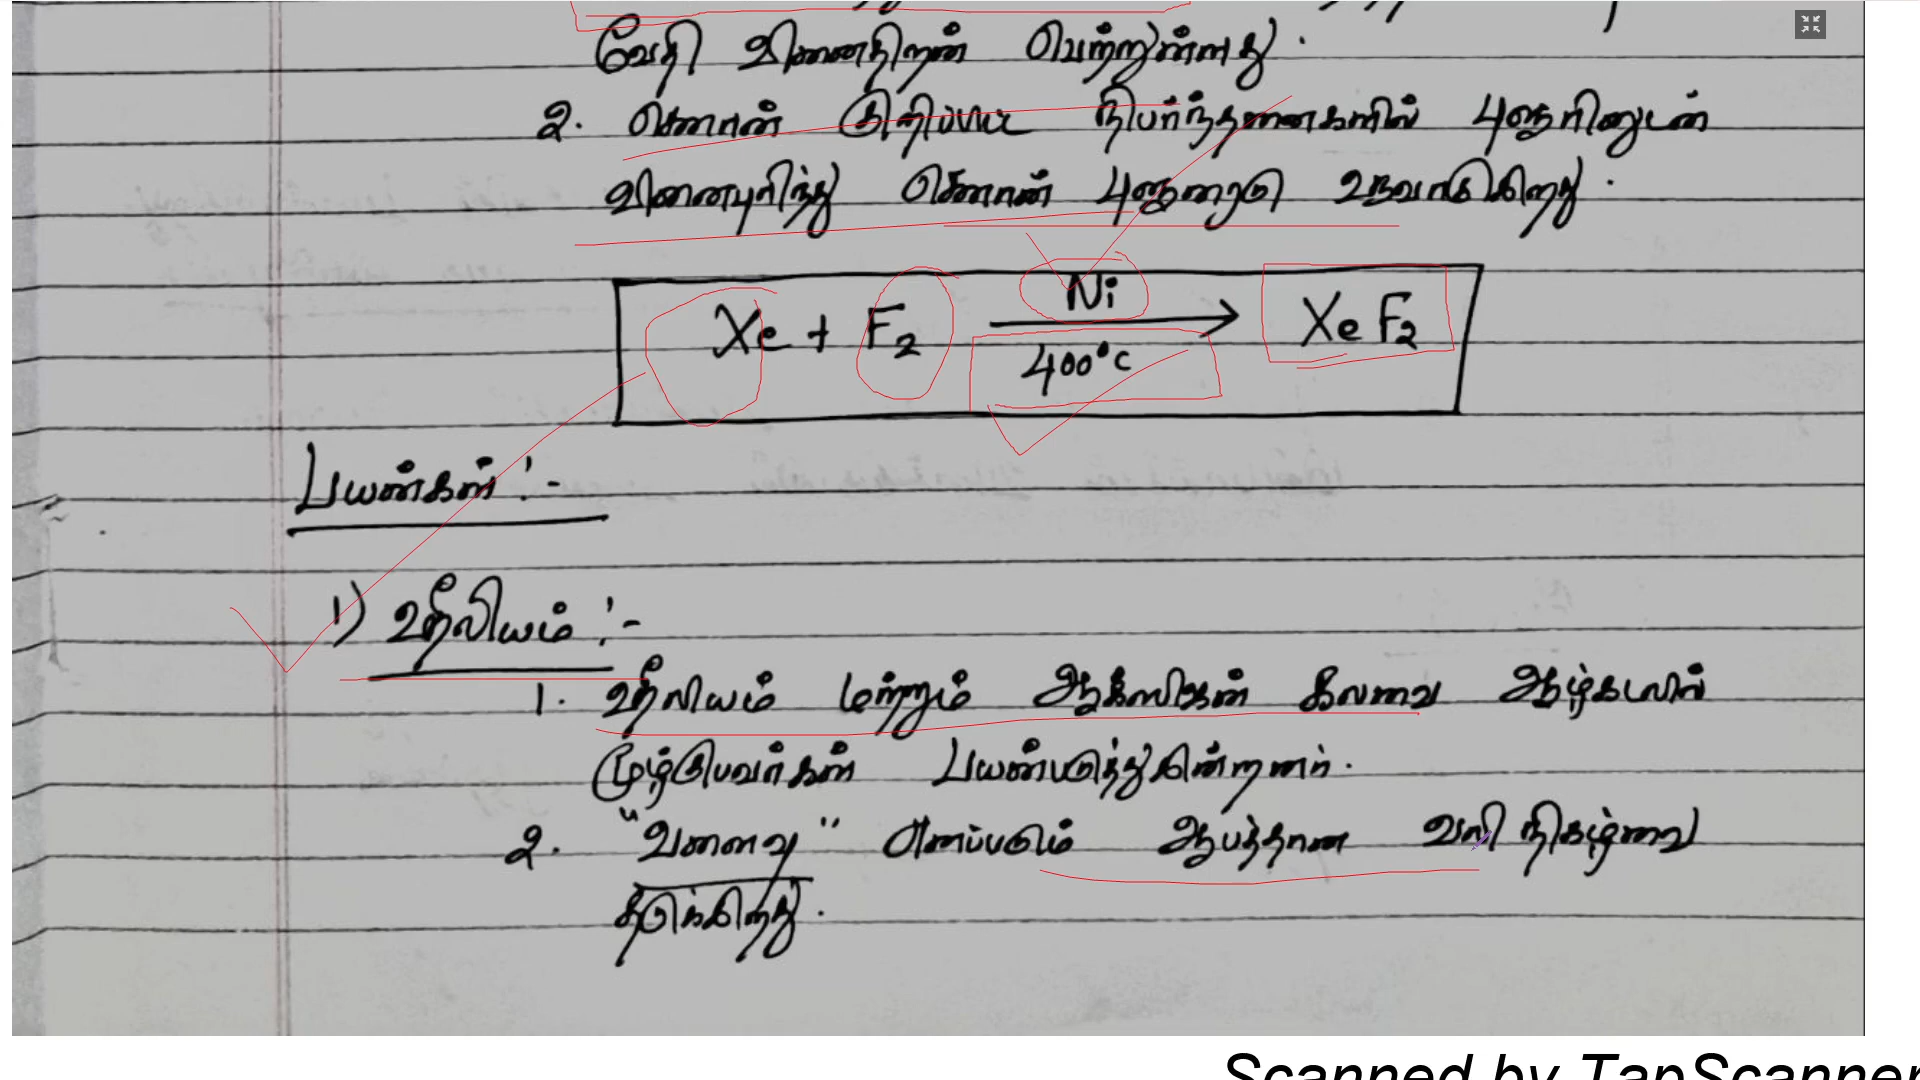 வேதி வினைதிறன் பெற்றுள்ளது.
2. செனான் குறிப்பிட்ட நிபர்ந்தனைகளில் புளூரினுடன்
வினைபுரிந்து செனான் புளூரைடு உருவாகிறது.
Xe + F₂ Ni → XeF₂
400°C
பயன்கள் :-
1) ஹீலியம் :-
1. ஹீலியம் மற்றும் ஆக்ஸிஜன் கலவை ஆழ்கடலில்
மூழ்குபவர்கள் பயன்படுத்துகின்றனர்.
2. "வளைவு" எனப்படும் ஆபத்தான வலி நிகழ்வை
தடுக்கிறது.
Scanned by TapScanner